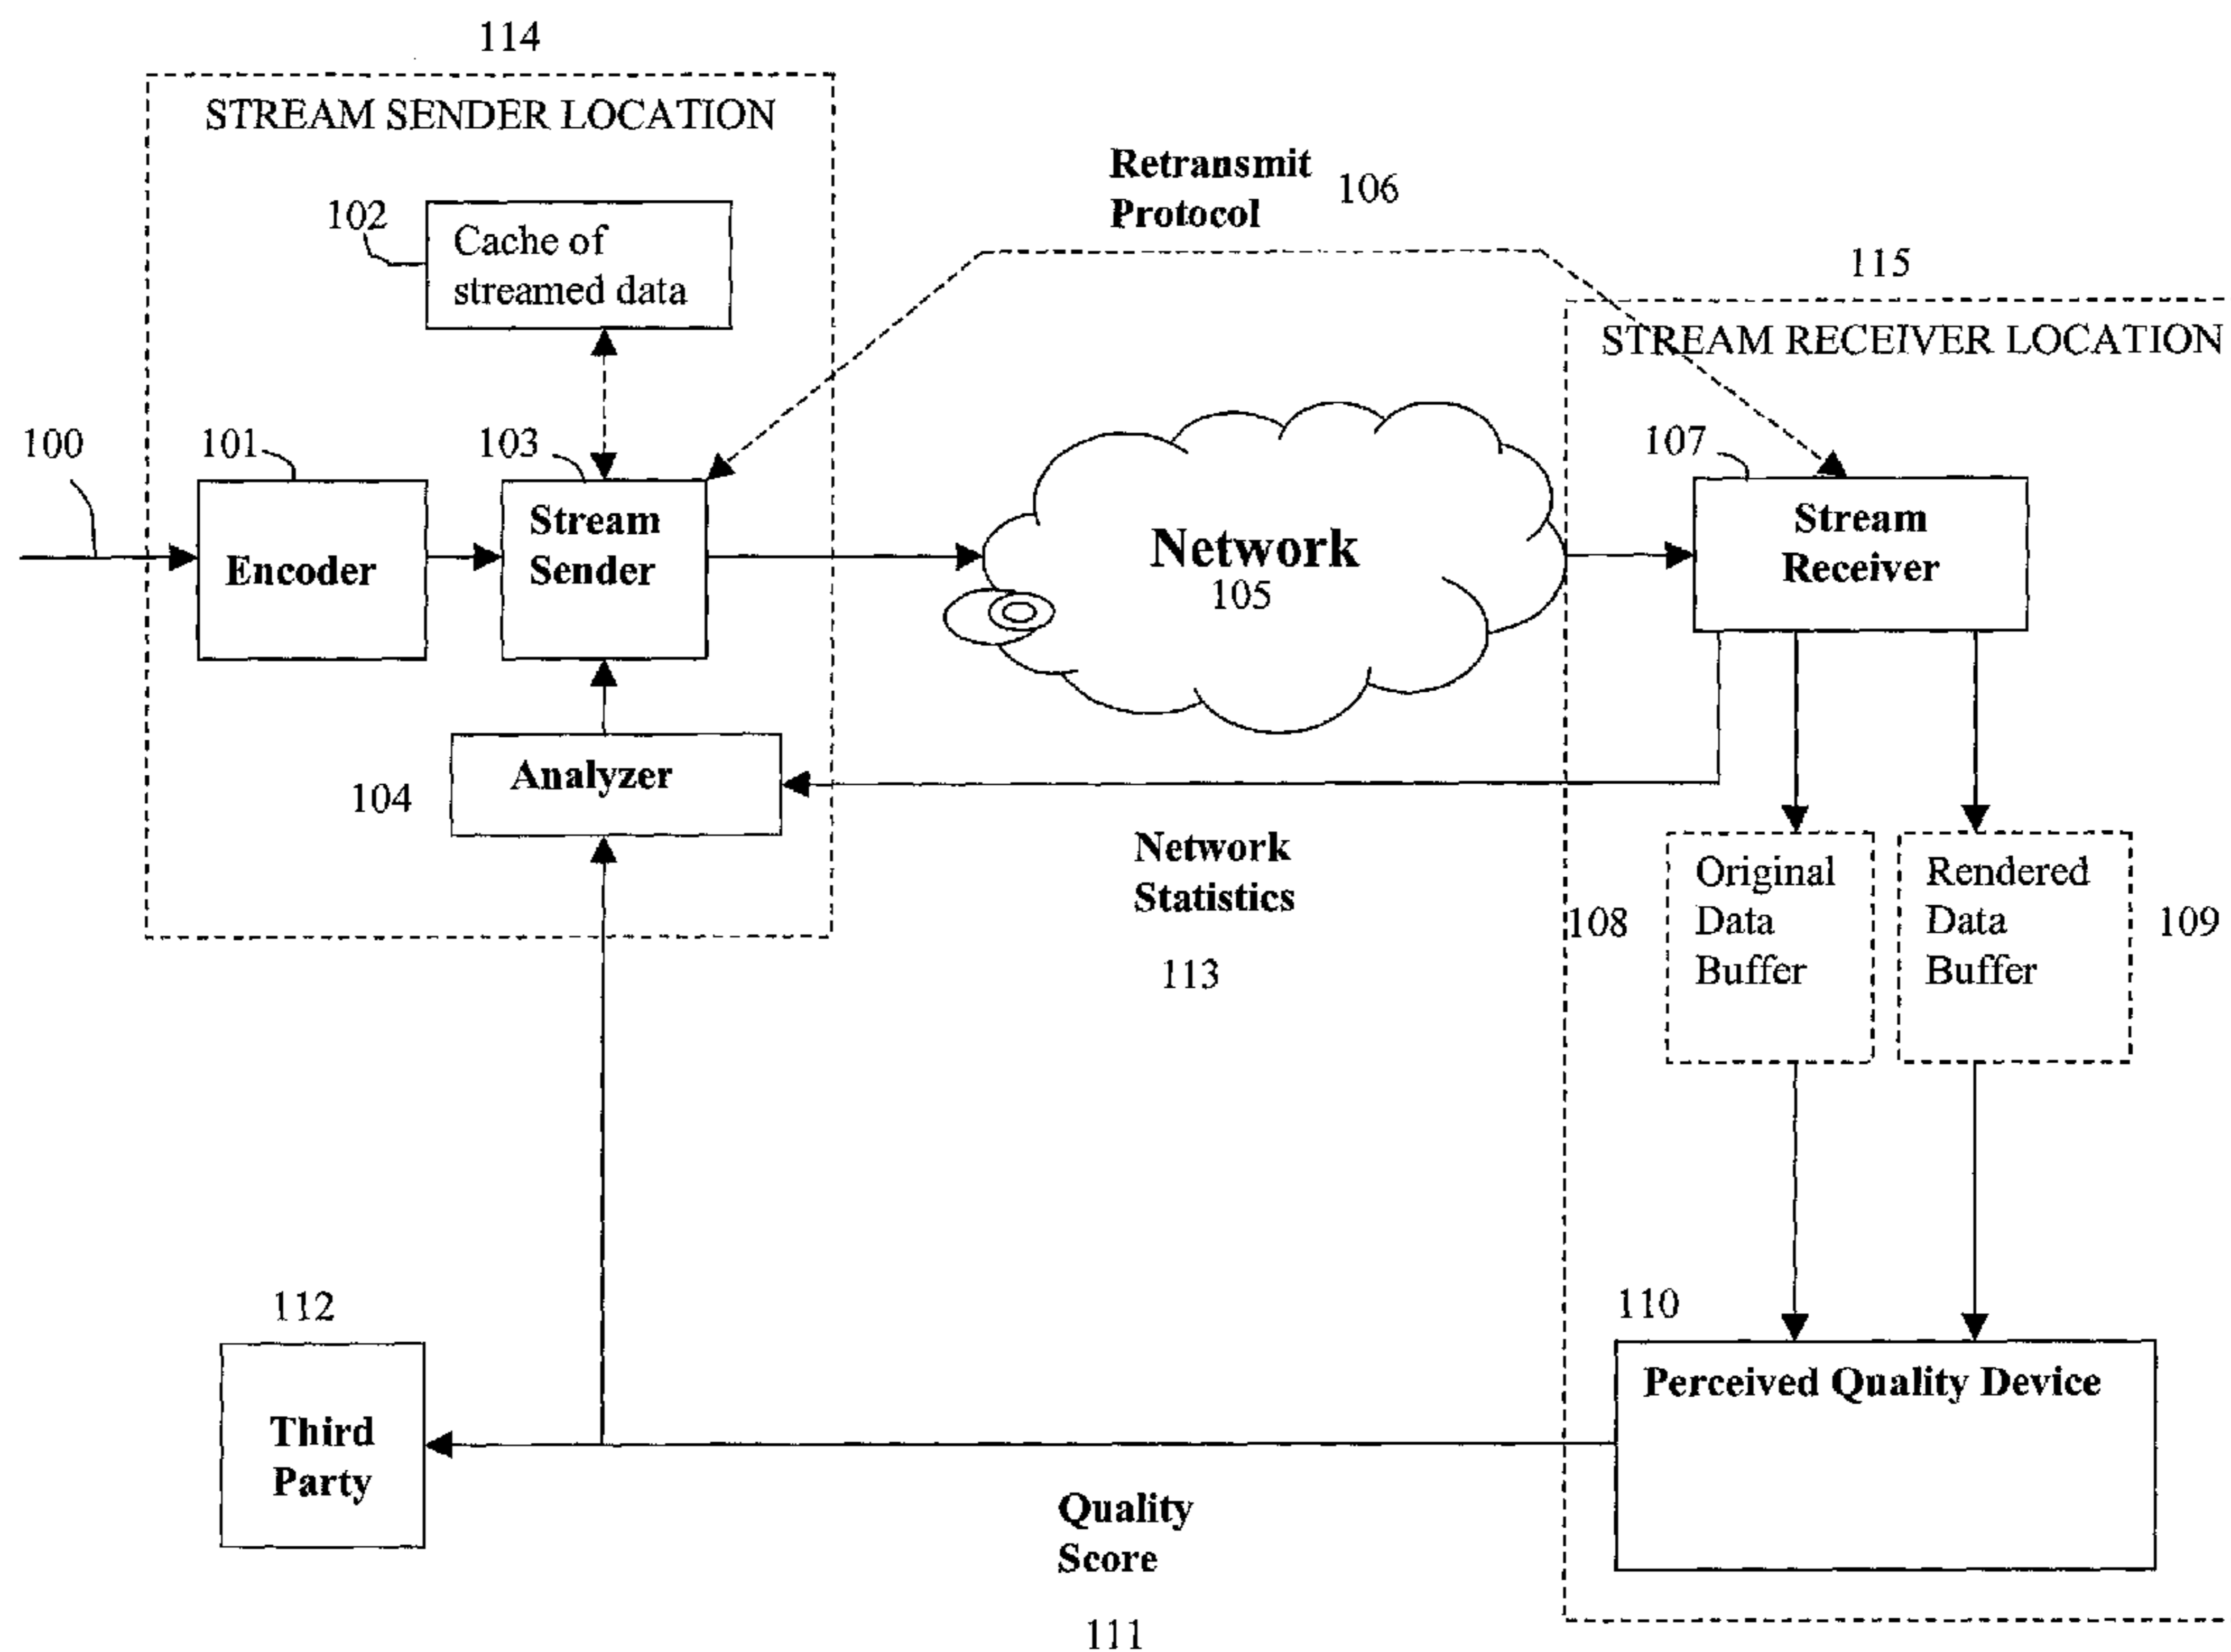 114
STREAM SENDER LOCATION
Retransmit
Protocol
106
102
Cache of
streamed data
115
STREAM RECEIVER LOCATION
100
101
103
107
Encoder
Stream
Sender
Network
105
Stream
Receiver
104
Analyzer
Network
Statistics
113
108
Original
Data
Buffer
Rendered
Data
Buffer
109
112
Third
Party
110
Perceived Quality Device
Quality
Score
111